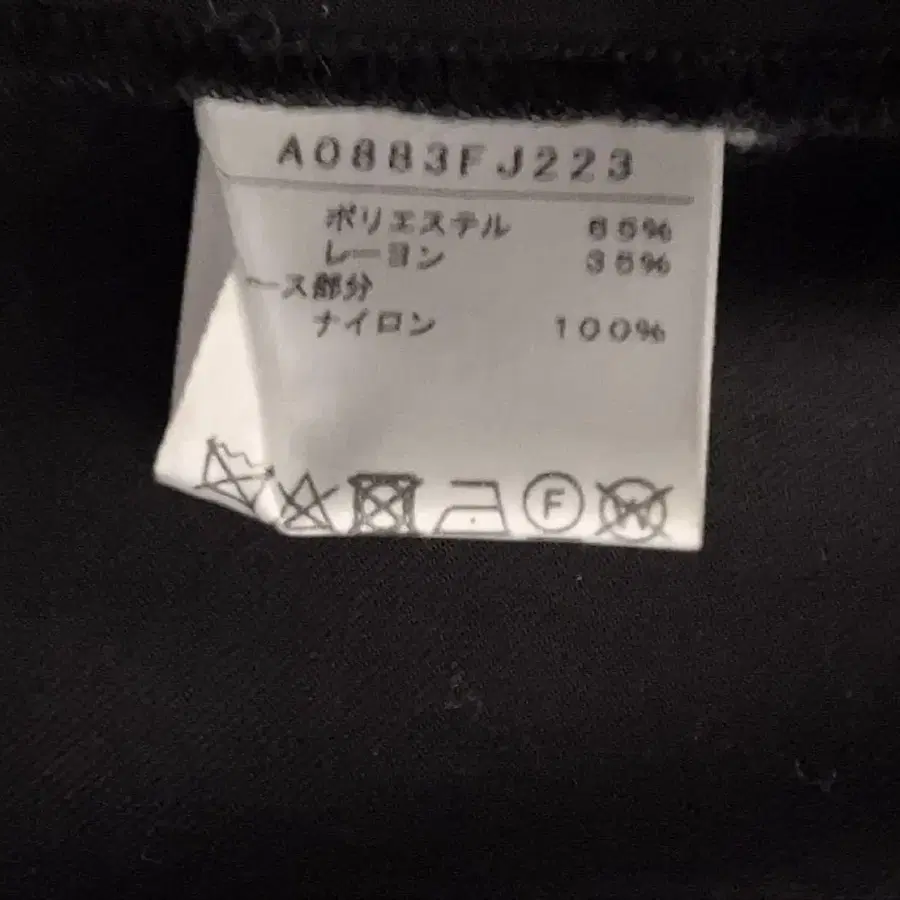 A0883FJ223
ポリエステル 65%
レーヨン 35%
ース部分
ナイロン 100%
F
W